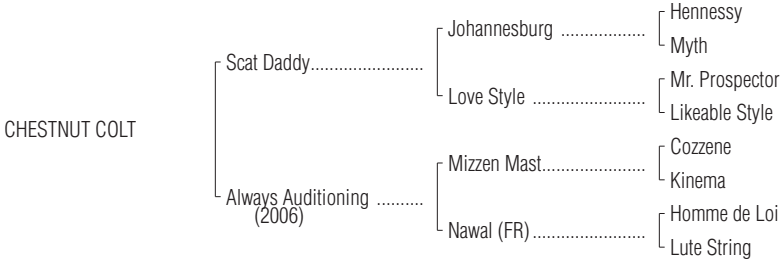 Hennessy
Johannesburg ....................
Myth
Scat Daddy.......................
Mr. Prospector
Love Style .......................
Likeable Style
CHESTNUT COLT
Cozzene
Mizzen Mast.....................
Kinema
Always Auditioning ..........
(2006)
Homme de Loi
Nawal (FR).......................
Lute String